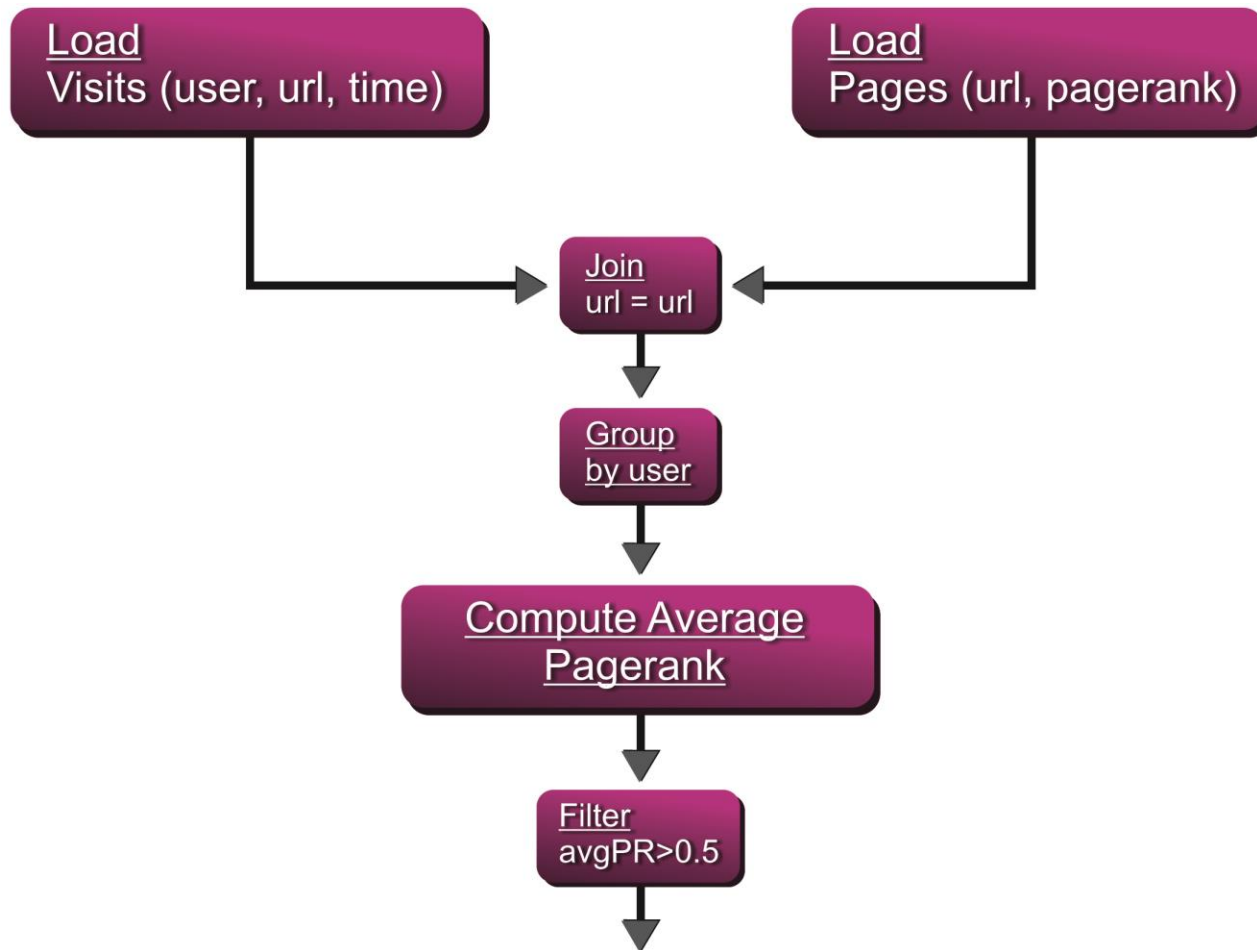 Load
Visits (user, url, time)
Load
Pages (url, pagerank)
Join
url = url
Group
by user
Compute Average
Pagerank
Filter
avgPR>0.5